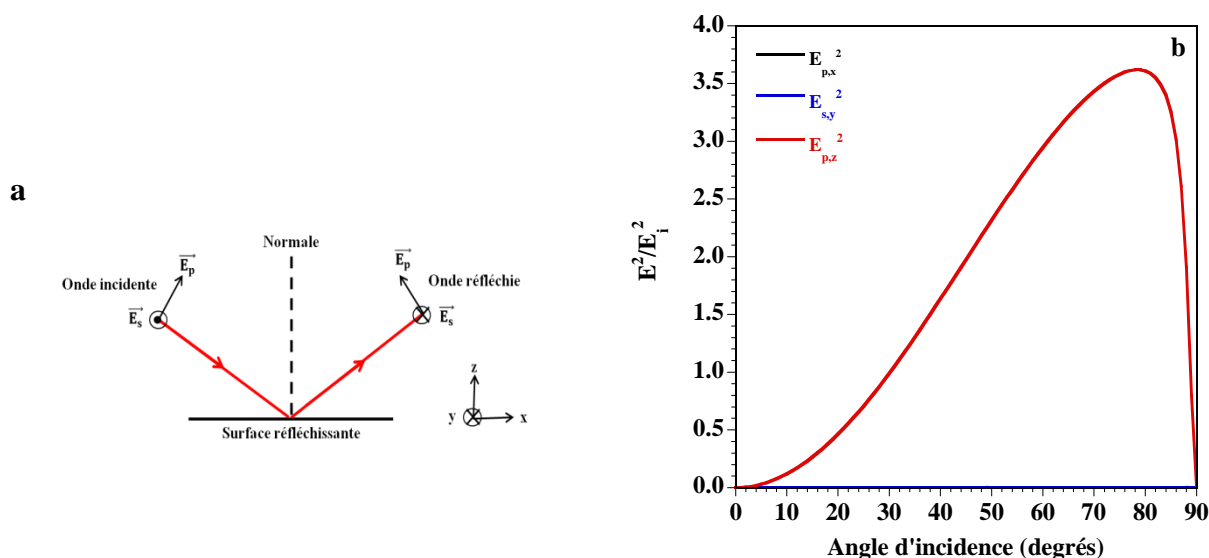 a
Normale
Onde incidente
E_p
E_s
E_p
Onde réfléchie
E_s
z
y
x
Surface réfléchissante
b
E_p,x^2
E_s,y^2
E_p,z^2
E^2/E_i^2
4.0
3.5
3.0
2.5
2.0
1.5
1.0
0.5
0.0
0 10 20 30 40 50 60 70 80 90
Angle d'incidence (degrés)